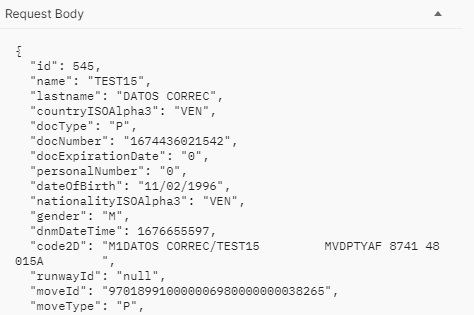 Request Body
{
"id": 545,
"name": "TEST15",
"lastname": "DATOS CORREC",
"countryISOAlpha3": "VEN",
"docType": "P",
"docNumber": "1674436021542",
"docExpirationDate": "0",
"personalNumber": "0",
"dateOfBirth": "11/02/1996",
"nationalityISOAlpha3": "VEN",
"gender": "M",
"dnmDateTime": 1676655597,
"code2D": "M1DATOS CORREC/TEST15         MVDPTYAF 8741 48
015A        ",
"runwayId": "null",
"moveId": "970189910000006980000000038265",
"moveType": "P",